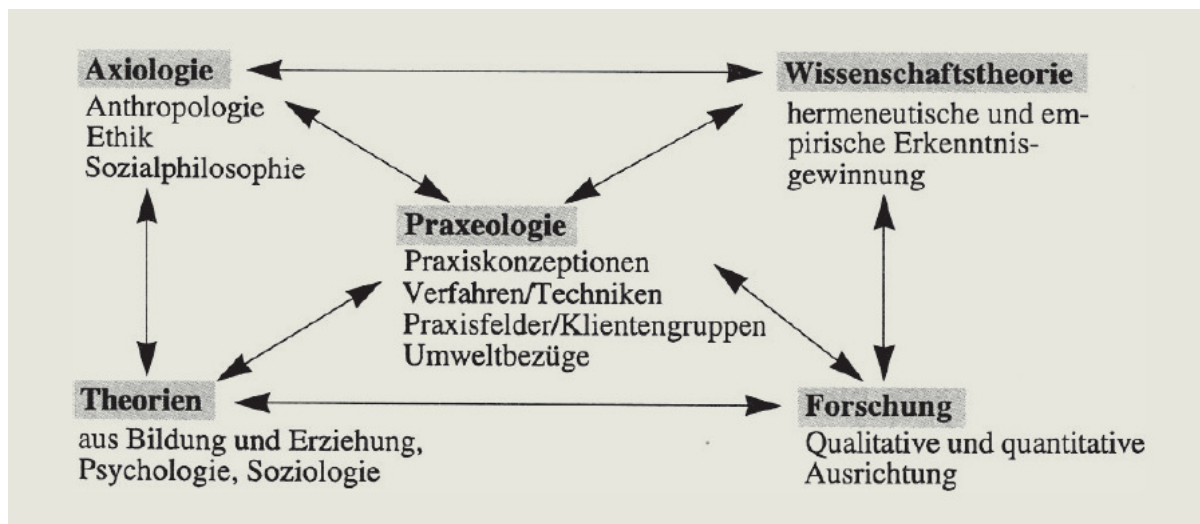 Axiologie
Anthropologie
Ethik
Sozialphilosophie
Wissenschaftstheorie
hermeneutische und em-
pirische Erkenntnis-
gewinnung
Praxeologie
Praxiskonzeptionen
Verfahren/Techniken
Praxisfelder/Klientengruppen
Umweltbezüge
Theorien
aus Bildung und Erziehung,
Psychologie, Soziologie
Forschung
Qualitative und quantitative
Ausrichtung